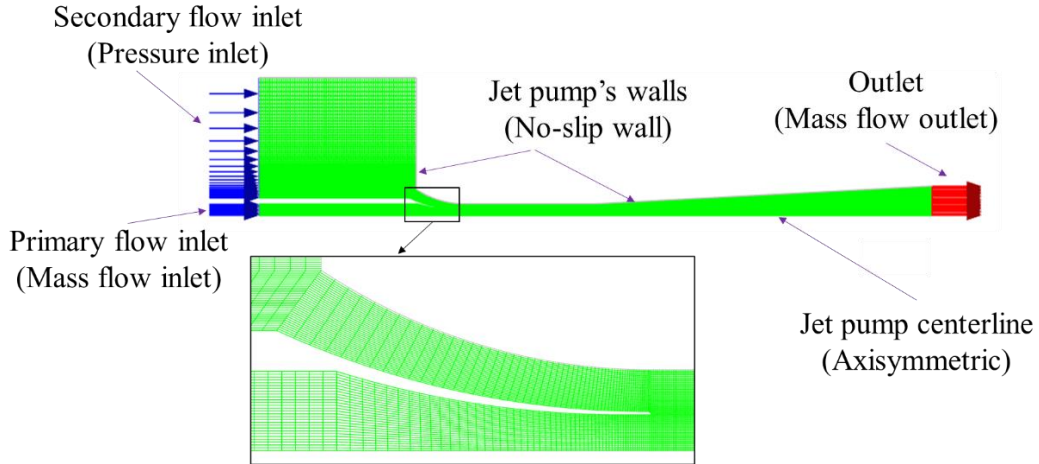 Secondary flow inlet
(Pressure inlet)
Jet pump's walls
(No-slip wall)
Outlet
(Mass flow outlet)
Primary flow inlet
(Mass flow inlet)
Jet pump centerline
(Axisymmetric)